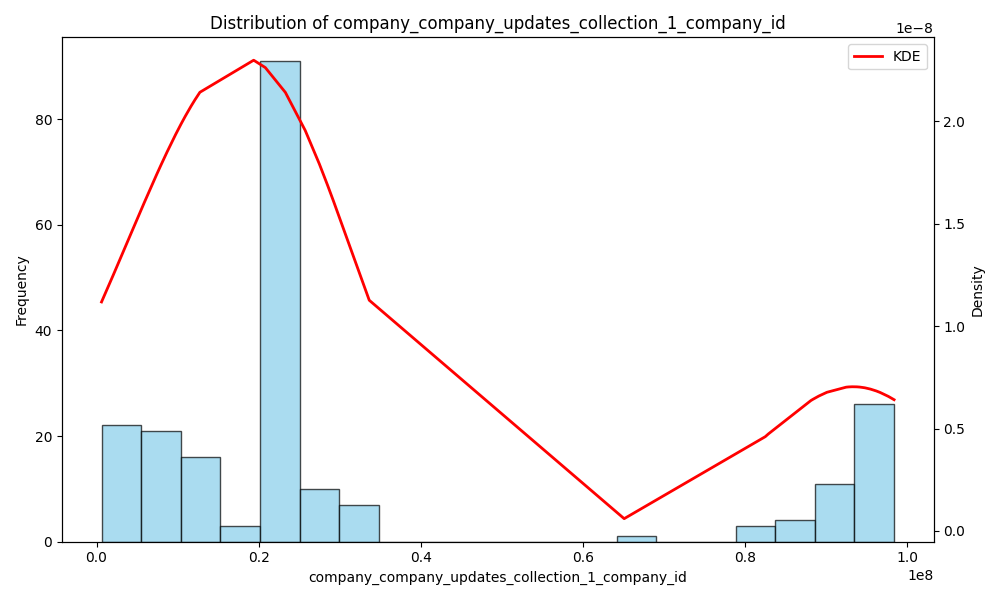 Distribution of company_company_updates_collection_1_company_id
1e−8
KDE
80
60
40
20
0
Frequency
2.0
1.5
1.0
0.5
0.0
Density
0.0 0.2 0.4 0.6 0.8 1.0
1e8
company_company_updates_collection_1_company_id